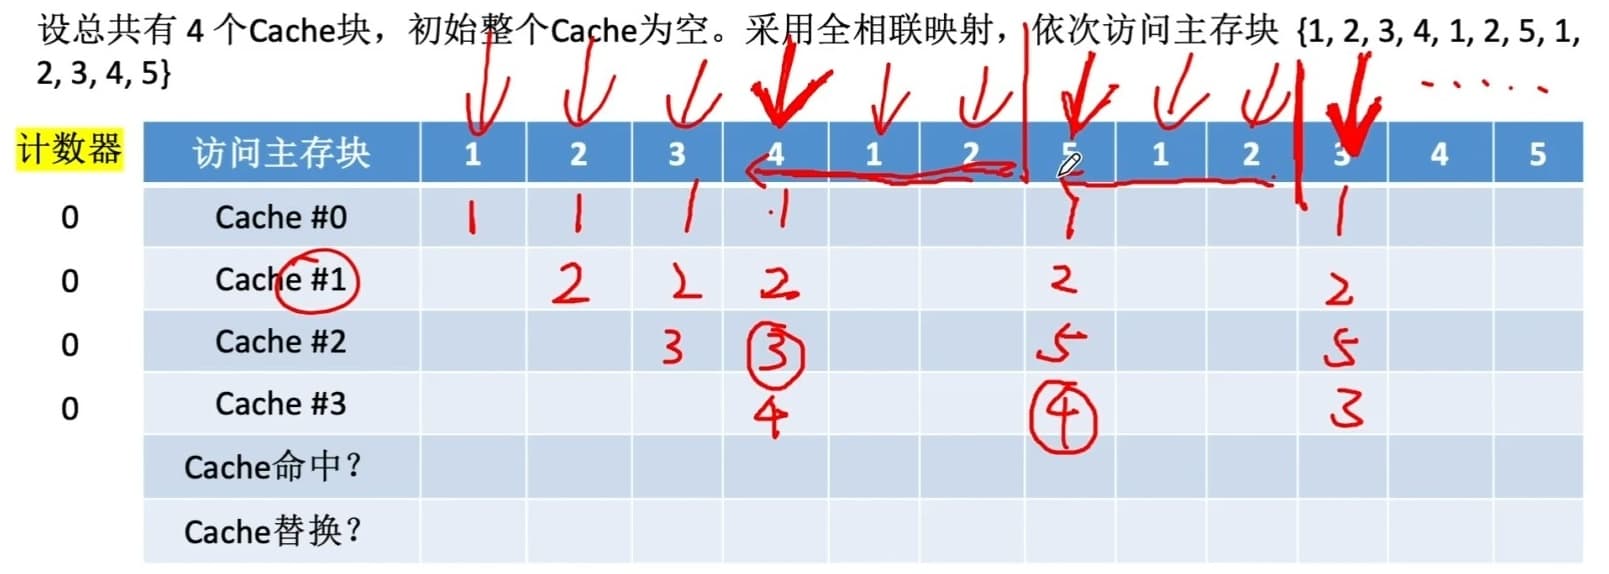 设总共有 4 个Cache块，初始整个Cache为空。采用全相联映射，依次访问主存块 {1, 2, 3, 4, 1, 2, 5, 1,
2, 3, 4, 5}
计数器 访问主存块 1 2 3 4 1 2 5 1 2 3 4 5
0 Cache #0 1 1 1 1 1 1
0 Cache #1 2 2 2 2 2
0 Cache #2 3 3 5 5
0 Cache #3 4 4 3
Cache命中？
Cache替换？